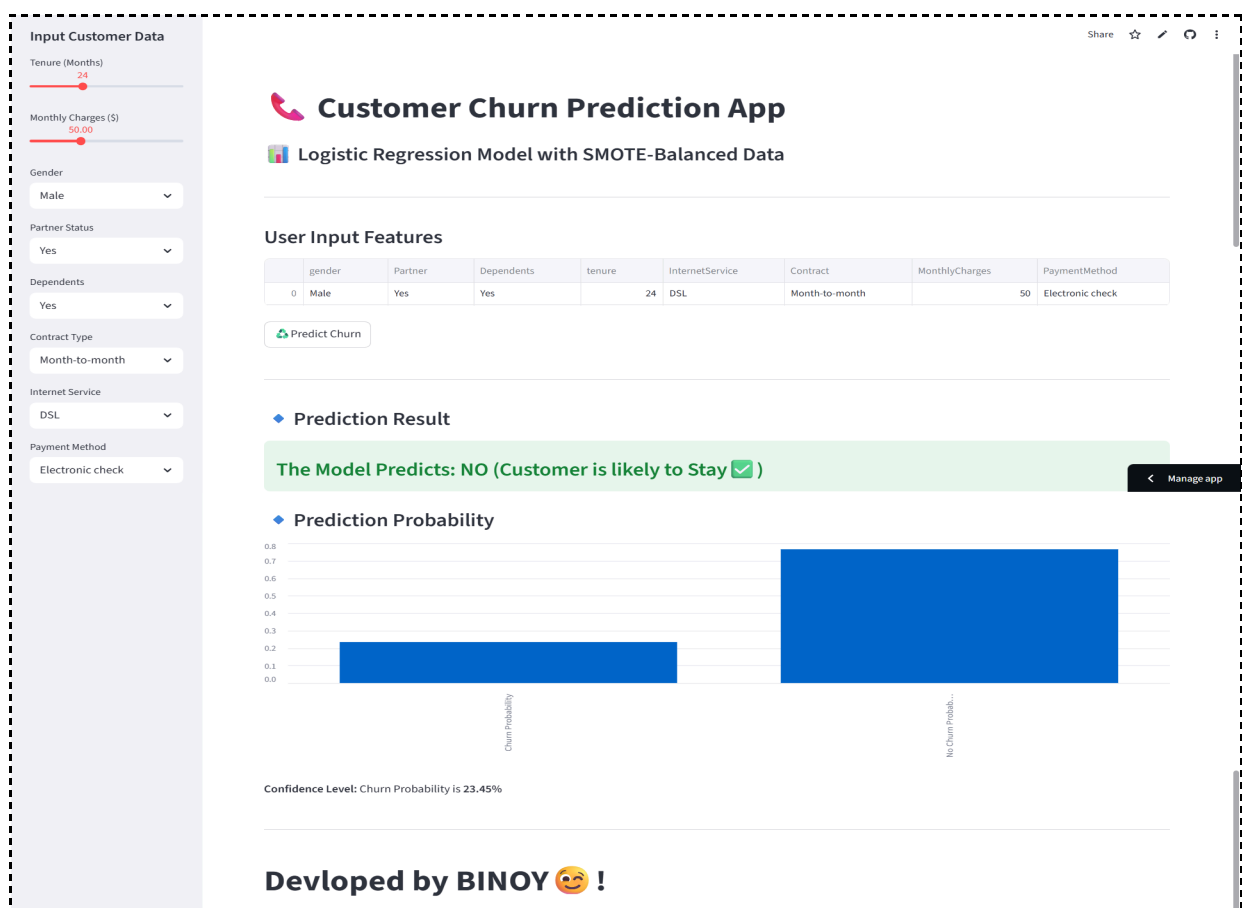 Input Customer Data
Tenure (Months)
24
Monthly Charges ($)
50.00
Gender
Male
Partner Status
Yes
Dependents
Yes
Contract Type
Month-to-month
Internet Service
DSL
Payment Method
Electronic check
Share
Customer Churn Prediction App
Logistic Regression Model with SMOTE-Balanced Data
User Input Features
gender Partner Dependents tenure InternetService Contract MonthlyCharges PaymentMethod
0 Male Yes Yes 24 DSL Month-to-month 50 Electronic check
Predict Churn
Prediction Result
The Model Predicts: NO (Customer is likely to Stay ✅ )
Manage app
Prediction Probability
0.8
0.7
0.6
0.5
0.4
0.3
0.2
0.1
0.0
Churn Probability
No Churn Probab...
Confidence Level: Churn Probability is 23.45%
Devloped by BINOY 😉 !